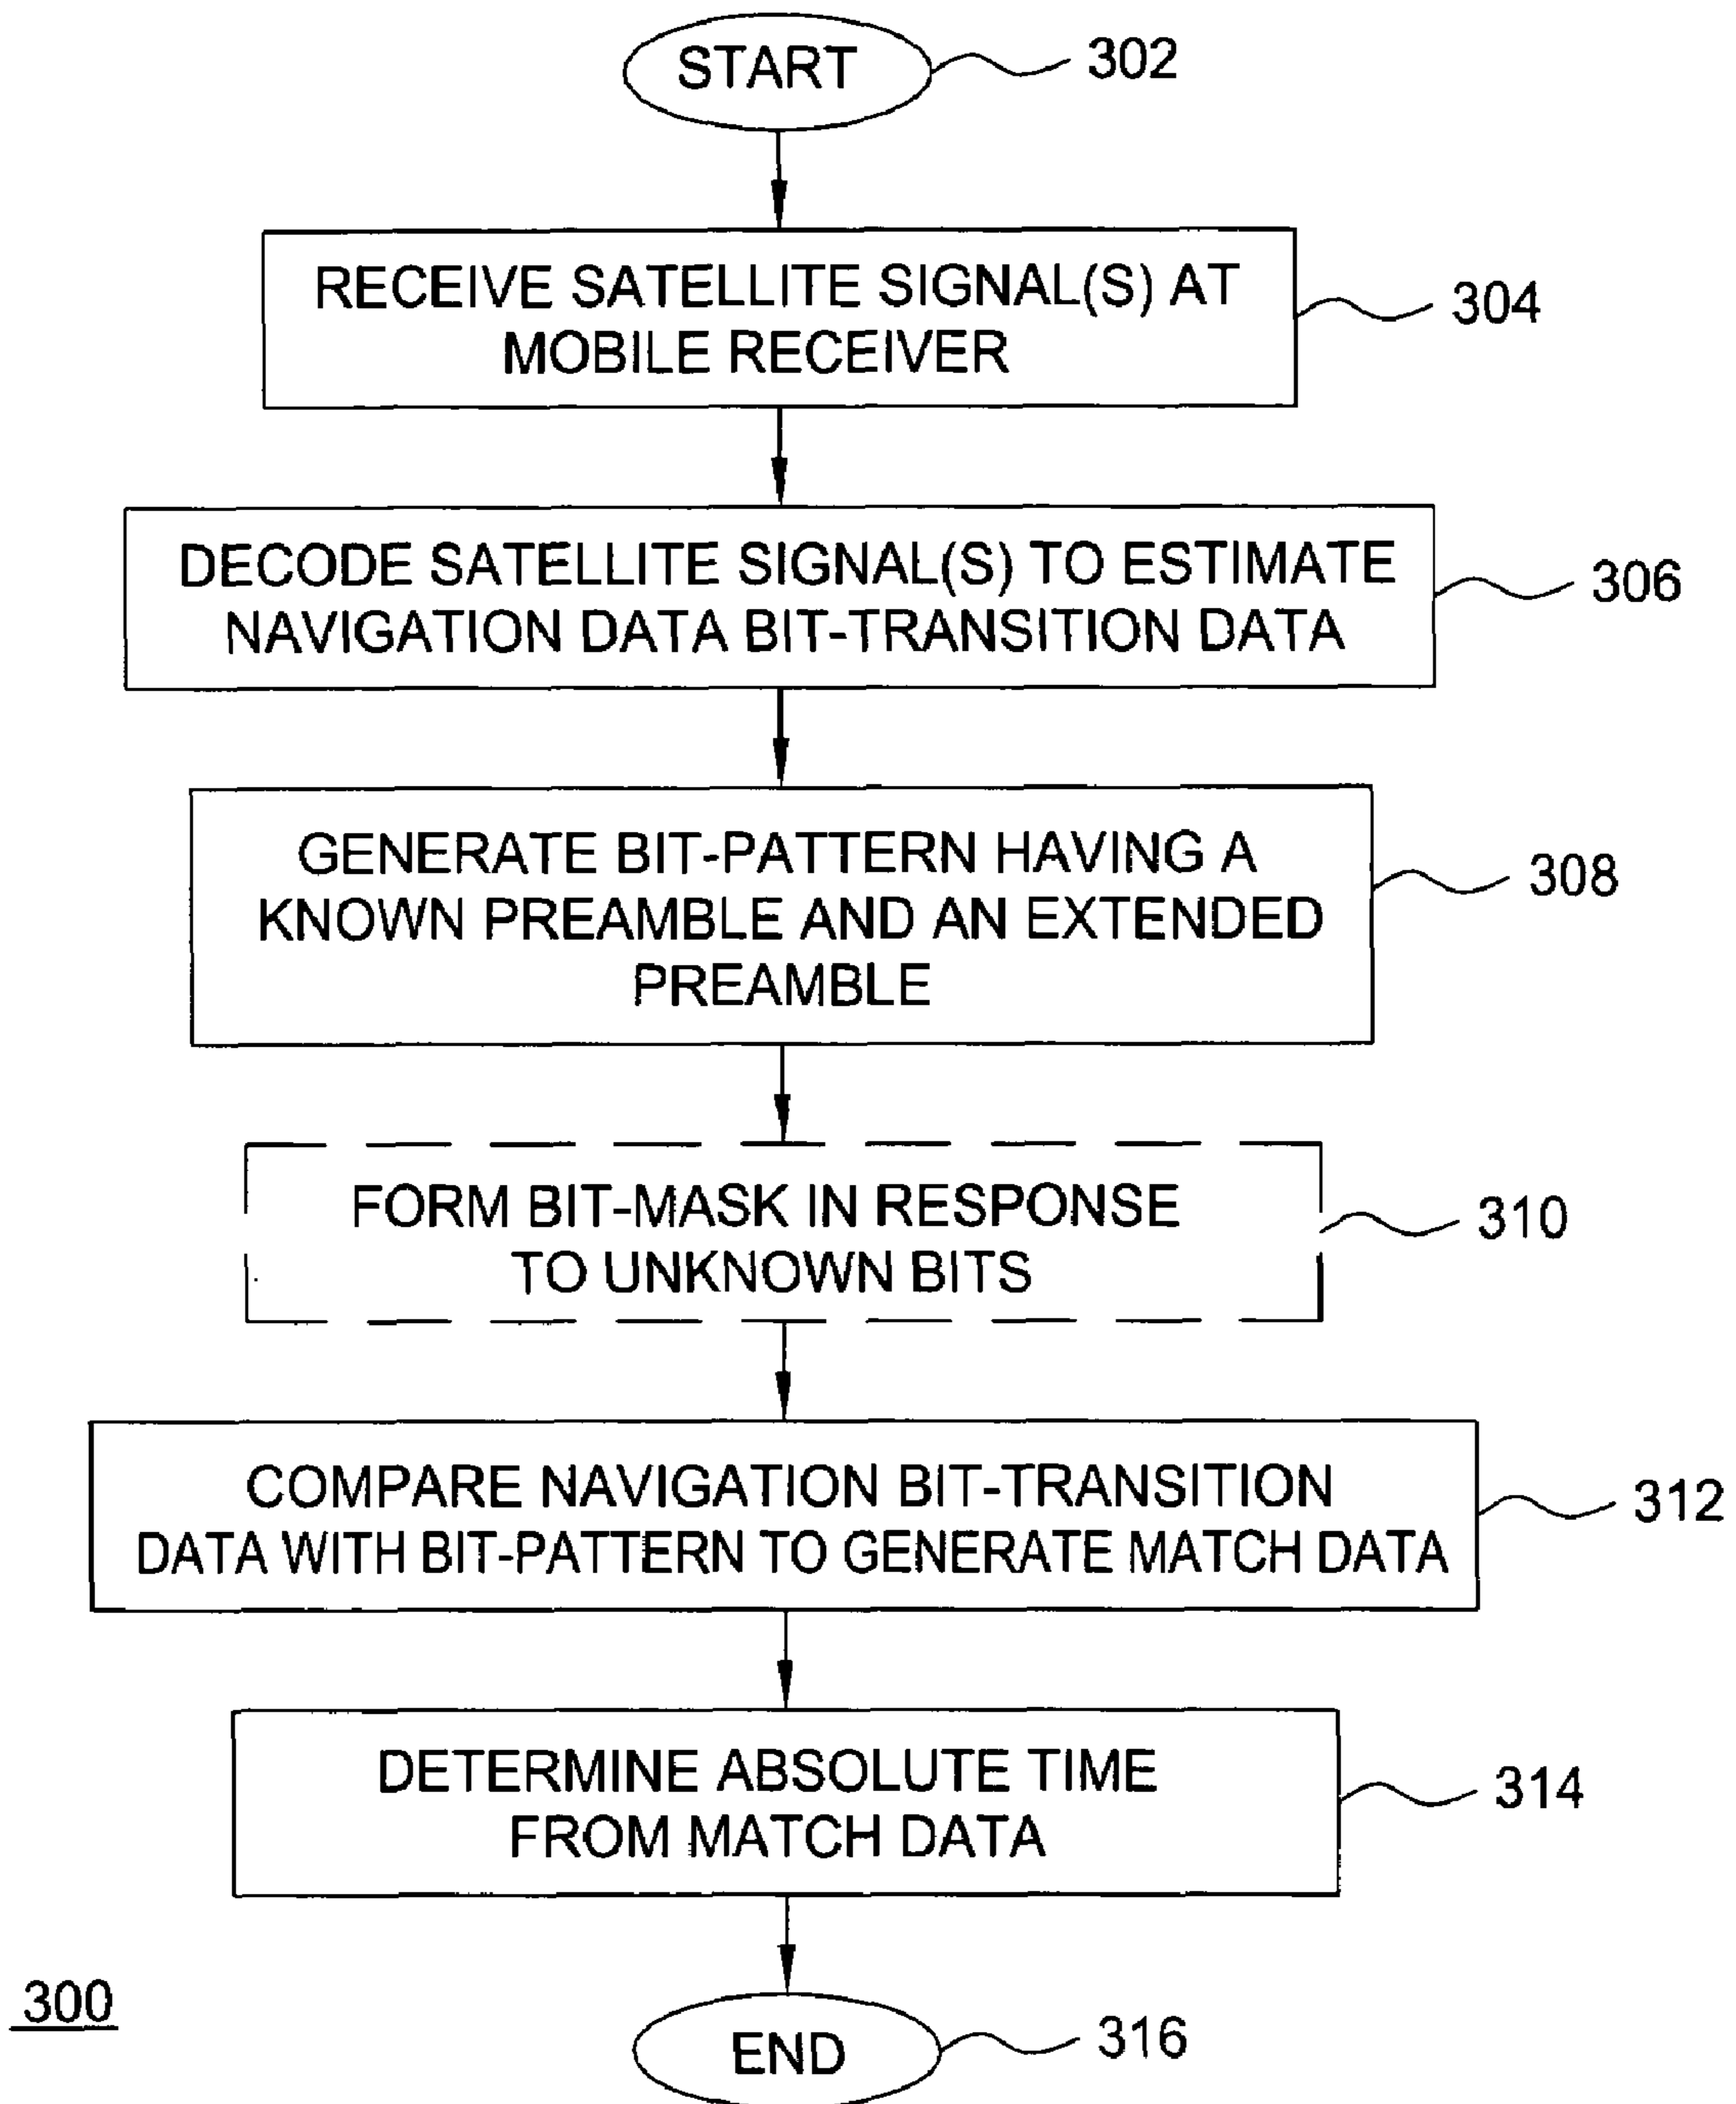 START
302
RECEIVE SATELLITE SIGNAL(S) AT
MOBILE RECEIVER
304
DECODE SATELLITE SIGNAL(S) TO ESTIMATE
NAVIGATION DATA BIT-TRANSITION DATA
306
GENERATE BIT-PATTERN HAVING A
KNOWN PREAMBLE AND AN EXTENDED
PREAMBLE
308
FORM BIT-MASK IN RESPONSE
TO UNKNOWN BITS
310
COMPARE NAVIGATION BIT-TRANSITION
DATA WITH BIT-PATTERN TO GENERATE MATCH DATA
312
DETERMINE ABSOLUTE TIME
FROM MATCH DATA
314
300
END
316